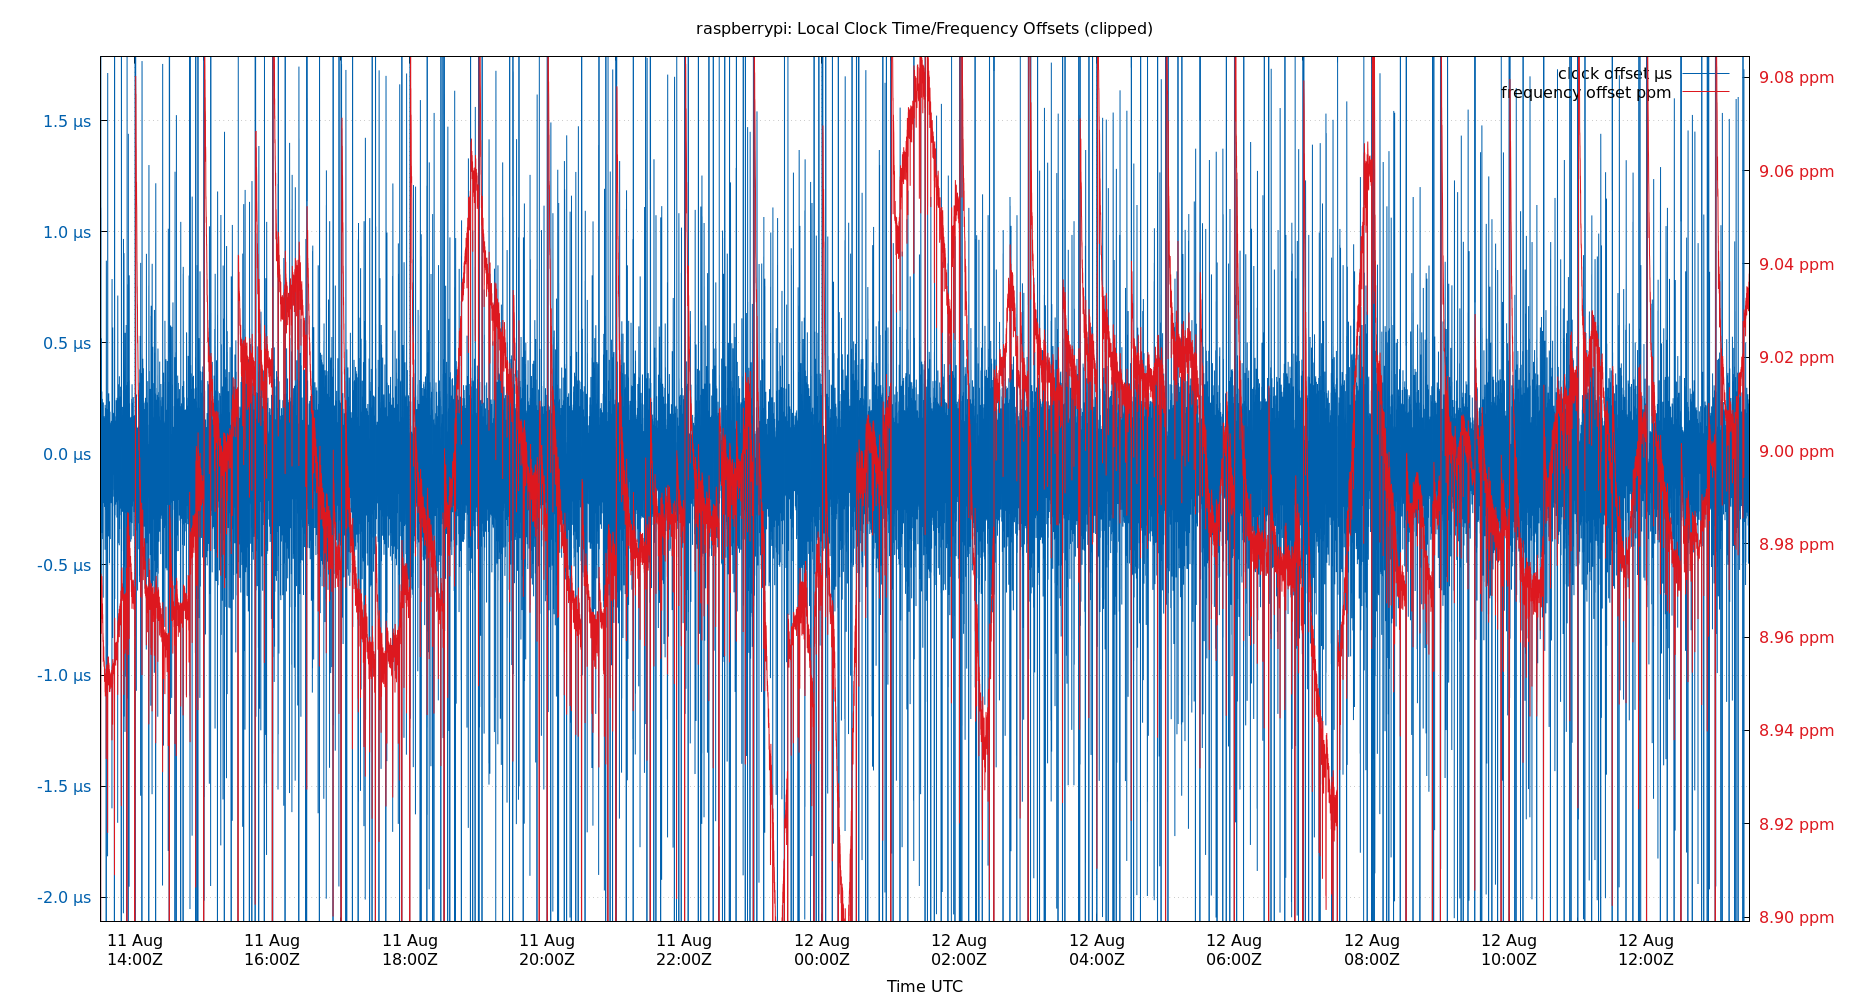 raspberrypi: Local Clock Time/Frequency Offsets (clipped)
clock offset µs
frequency offset ppm
1.5 µs
1.0 µs
0.5 µs
0.0 µs
-0.5 µs
-1.0 µs
-1.5 µs
-2.0 µs
9.08 ppm
9.06 ppm
9.04 ppm
9.02 ppm
9.00 ppm
8.98 ppm
8.96 ppm
8.94 ppm
8.92 ppm
8.90 ppm
11 Aug 11 Aug 11 Aug 11 Aug 11 Aug 12 Aug 12 Aug 12 Aug 12 Aug 12 Aug 12 Aug 12 Aug
14:00Z 16:00Z 18:00Z 20:00Z 22:00Z 00:00Z 02:00Z 04:00Z 06:00Z 08:00Z 10:00Z 12:00Z
Time UTC